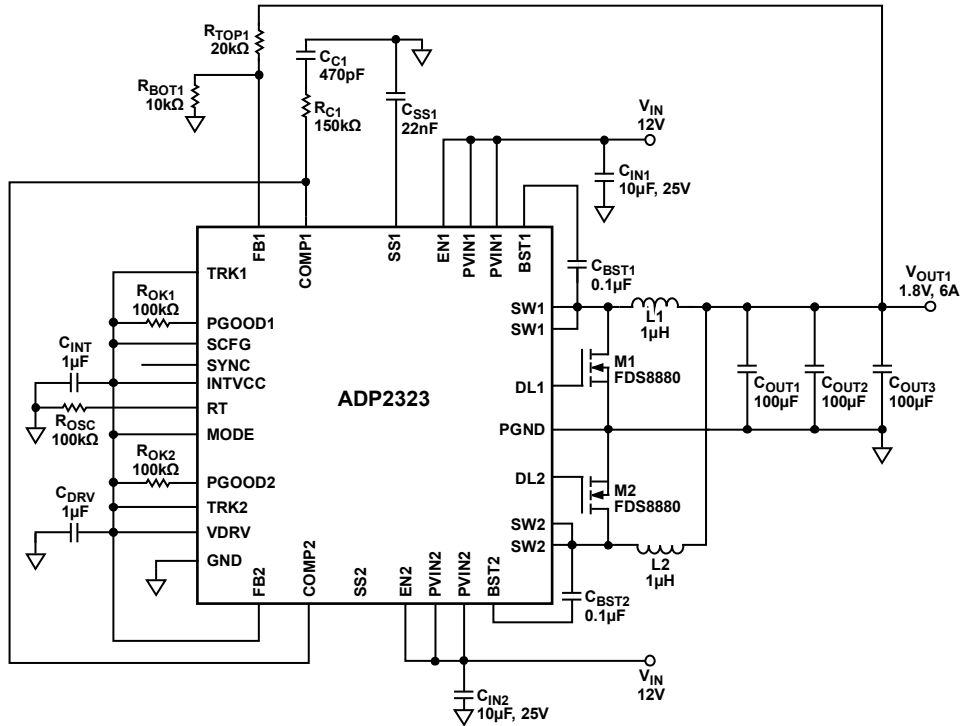 RTOP1
20kΩ
RBOT1
10kΩ
CC1
470pF
RC1
150kΩ
CSS1
22nF
VIN
12V
CIN1
10µF, 25V
FB1
COMP1
SS1
EN1
PVIN1
PVIN1
BST1
CBST1
0.1µF
TRK1
ROK1
100kΩ
PGOOD1
SCFG
SYNC
CINT
1µF
INTVCC
RT
ROSC
100kΩ
MODE
ROK2
100kΩ
PGOOD2
TRK2
CDRV
1µF
VDRV
GND
ADP2323
SW1
SW1
L1
1µH
VOUT1
1.8V, 6A
M1
FDS8880
DL1
COUT1
100µF
COUT2
100µF
COUT3
100µF
PGND
DL2
M2
FDS8880
SW2
SW2
L2
1µH
FB2
COMP2
SS2
EN2
PVIN2
PVIN2
BST2
CBST2
0.1µF
VIN
12V
CIN2
10µF, 25V